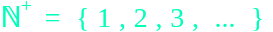 ℕ⁺ = { 1 , 2 , 3 , ... }